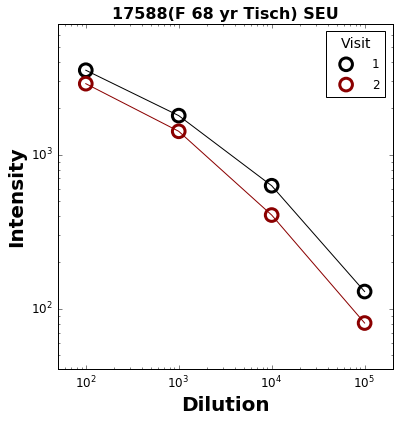 17588(F 68 yr Tisch) SEU
Visit
1
2
Intensity
10³
10²
10² 10³ 10⁴ 10⁵
Dilution